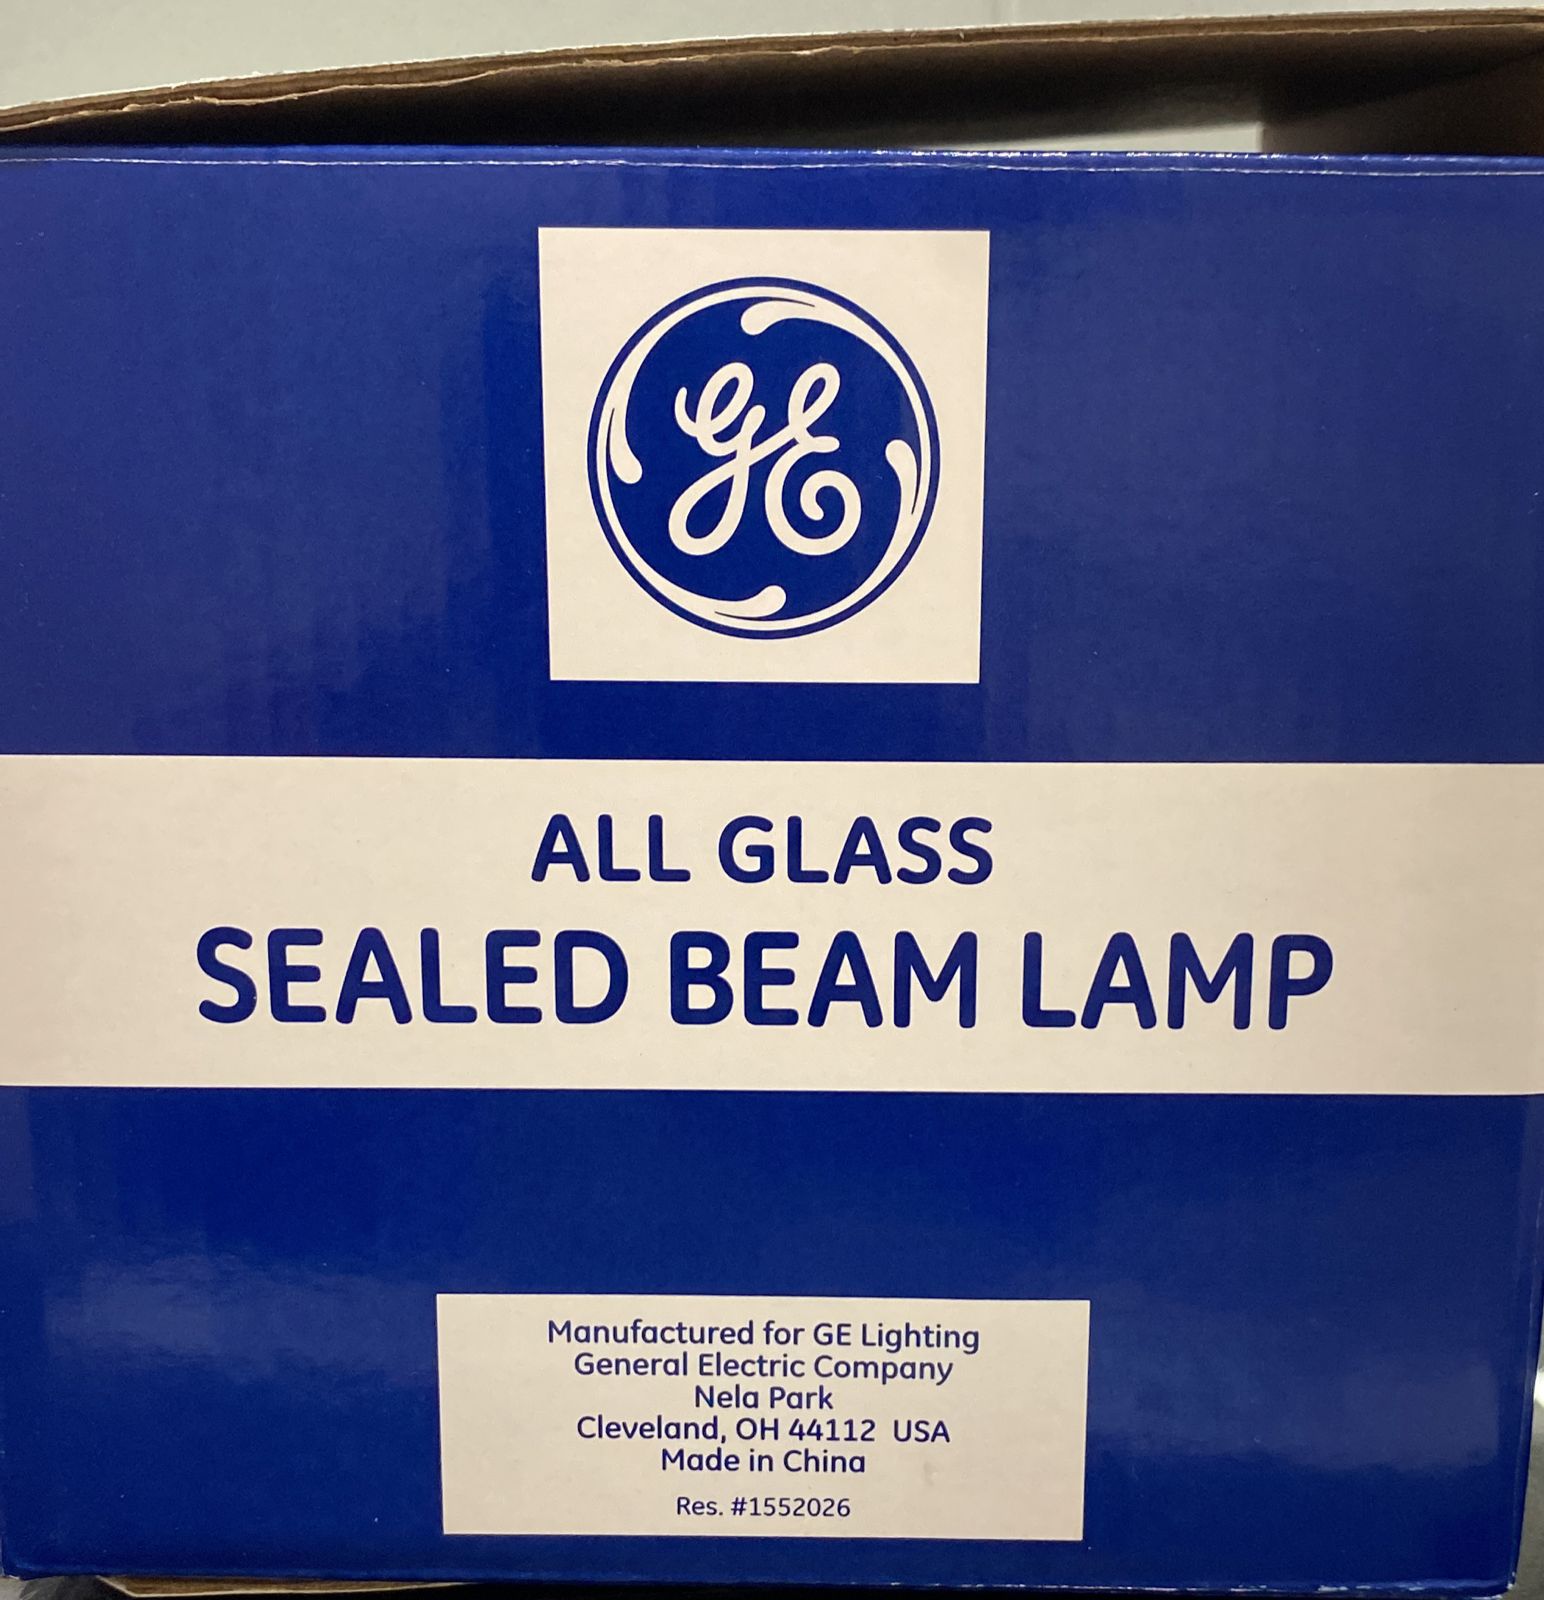 GE
ALL GLASS
SEALED BEAM LAMP
Manufactured for GE Lighting
General Electric Company
Nela Park
Cleveland, OH 44112 USA
Made in China
Res. #1552026